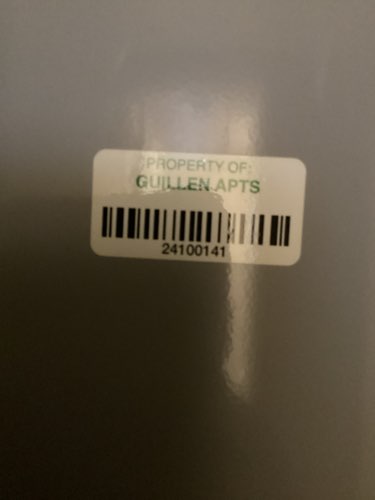 PROPERTY OF:
GUILLEN APTS
24100141